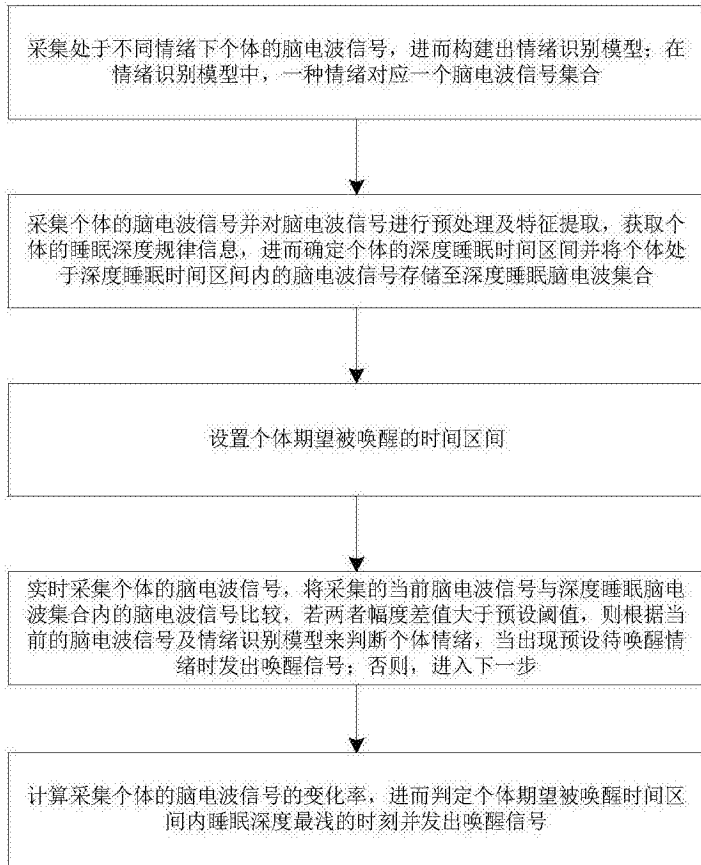 采集处于不同情绪下个体的脑电波信号，进而构建出情绪识别模型；在
情绪识别模型中，一种情绪对应一个脑电波信号集合
采集个体的脑电波信号并对脑电波信号进行预处理及特征提取，获取个
体的睡眠深度规律信息，进而确定个体的深度睡眠时间区间并将个体处
于深度睡眠时间区间内的脑电波信号存储至深度睡眠脑电波集合
设置个体期望被唤醒的时间区间
实时采集个体的脑电波信号，将采集的当前脑电波信号与深度睡眠脑电
波集合内的脑电波信号比较，若两者幅度差值大于预设阈值，则根据当
前的脑电波信号及情绪识别模型来判断个体情绪，当出现预设待唤醒情
绪时发出唤醒信号；否则，进入下一步
计算采集个体的脑电波信号的变化率，进而判定个体期望被唤醒时间区
间内睡眠深度最浅的时刻并发出唤醒信号